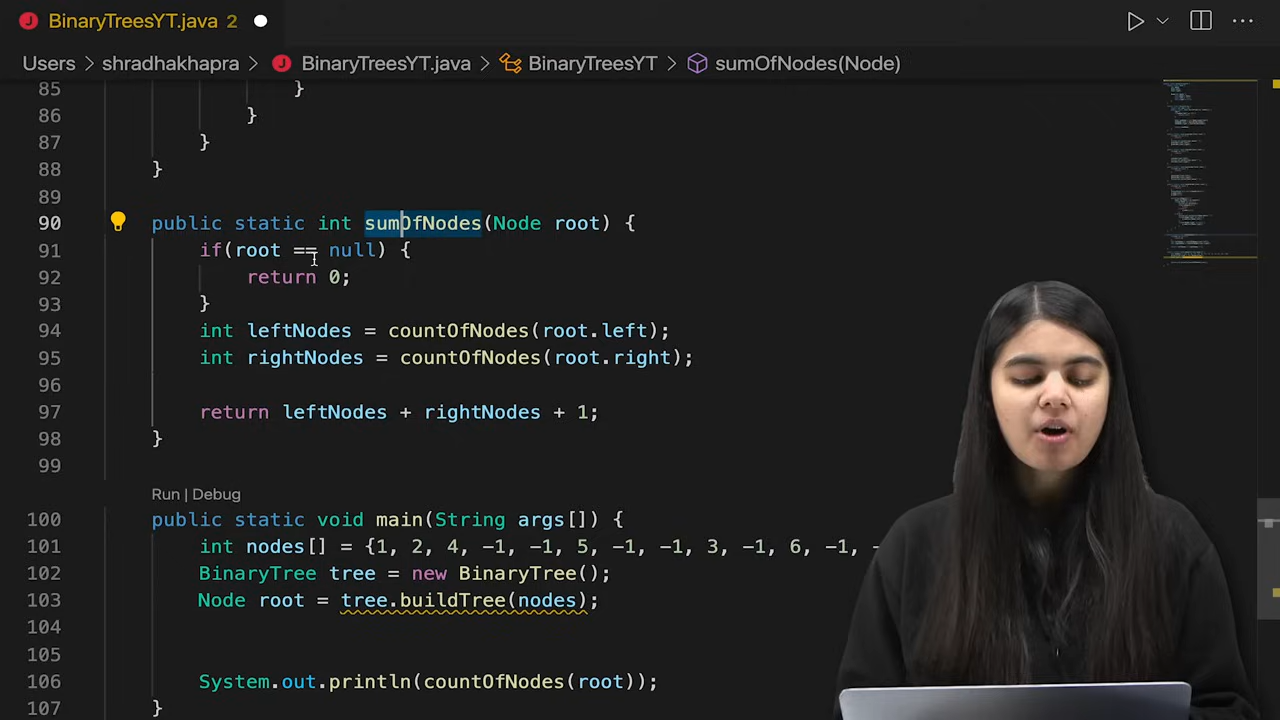 BinaryTreesYT.java 2
Users > shradhakhapra > BinaryTreesYT.java > BinaryTreesYT > sumOfNodes(Node)
85 }
86 }
87 }
88 }
89
90 public static int sumOfNodes(Node root) {
91 if(root == null) {
92 return 0;
93 }
94 int leftNodes = countOfNodes(root.left);
95 int rightNodes = countOfNodes(root.right);
96
97 return leftNodes + rightNodes + 1;
98 }
99
Run | Debug
100 public static void main(String args[]) {
101 int nodes[] = {1, 2, 4, -1, -1, 5, -1, -1, 3, -1, 6, -1, -
102 BinaryTree tree = new BinaryTree();
103 Node root = tree.buildTree(nodes);
104
105
106 System.out.println(countOfNodes(root));
107 }